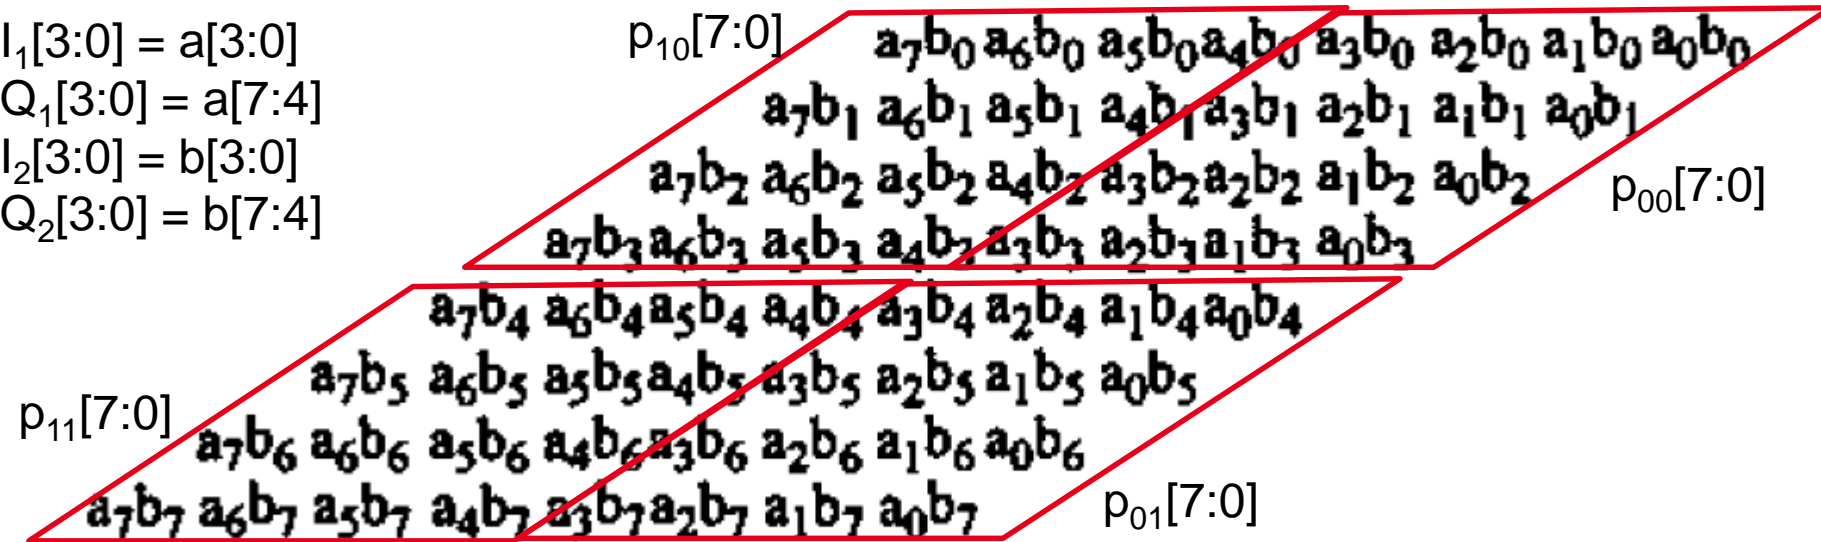 I₁[3:0] = a[3:0]
Q₁[3:0] = a[7:4]
I₂[3:0] = b[3:0]
Q₂[3:0] = b[7:4]
p₁₀[7:0]
a₇b₀ a₆b₀ a₅b₀ a₄b₀ a₃b₀ a₂b₀ a₁b₀ a₀b₀
a₇b₁ a₆b₁ a₅b₁ a₄b₁ a₃b₁ a₂b₁ a₁b₁ a₀b₁
a₇b₂ a₆b₂ a₅b₂ a₄b₂ a₃b₂ a₂b₂ a₁b₂ a₀b₂
p₀₀[7:0]
a₇b₃ a₆b₃ a₅b₃ a₄b₃ a₃b₃ a₂b₃ a₁b₃ a₀b₃
a₇b₄ a₆b₄ a₅b₄ a₄b₄ a₃b₄ a₂b₄ a₁b₄ a₀b₄
a₇b₅ a₆b₅ a₅b₅ a₄b₅ a₃b₅ a₂b₅ a₁b₅ a₀b₅
p₁₁[7:0]
a₇b₆ a₆b₆ a₅b₆ a₄b₆ a₃b₆ a₂b₆ a₁b₆ a₀b₆
a₇b₇ a₆b₇ a₅b₇ a₄b₇ a₃b₇ a₂b₇ a₁b₇ a₀b₇
p₀₁[7:0]